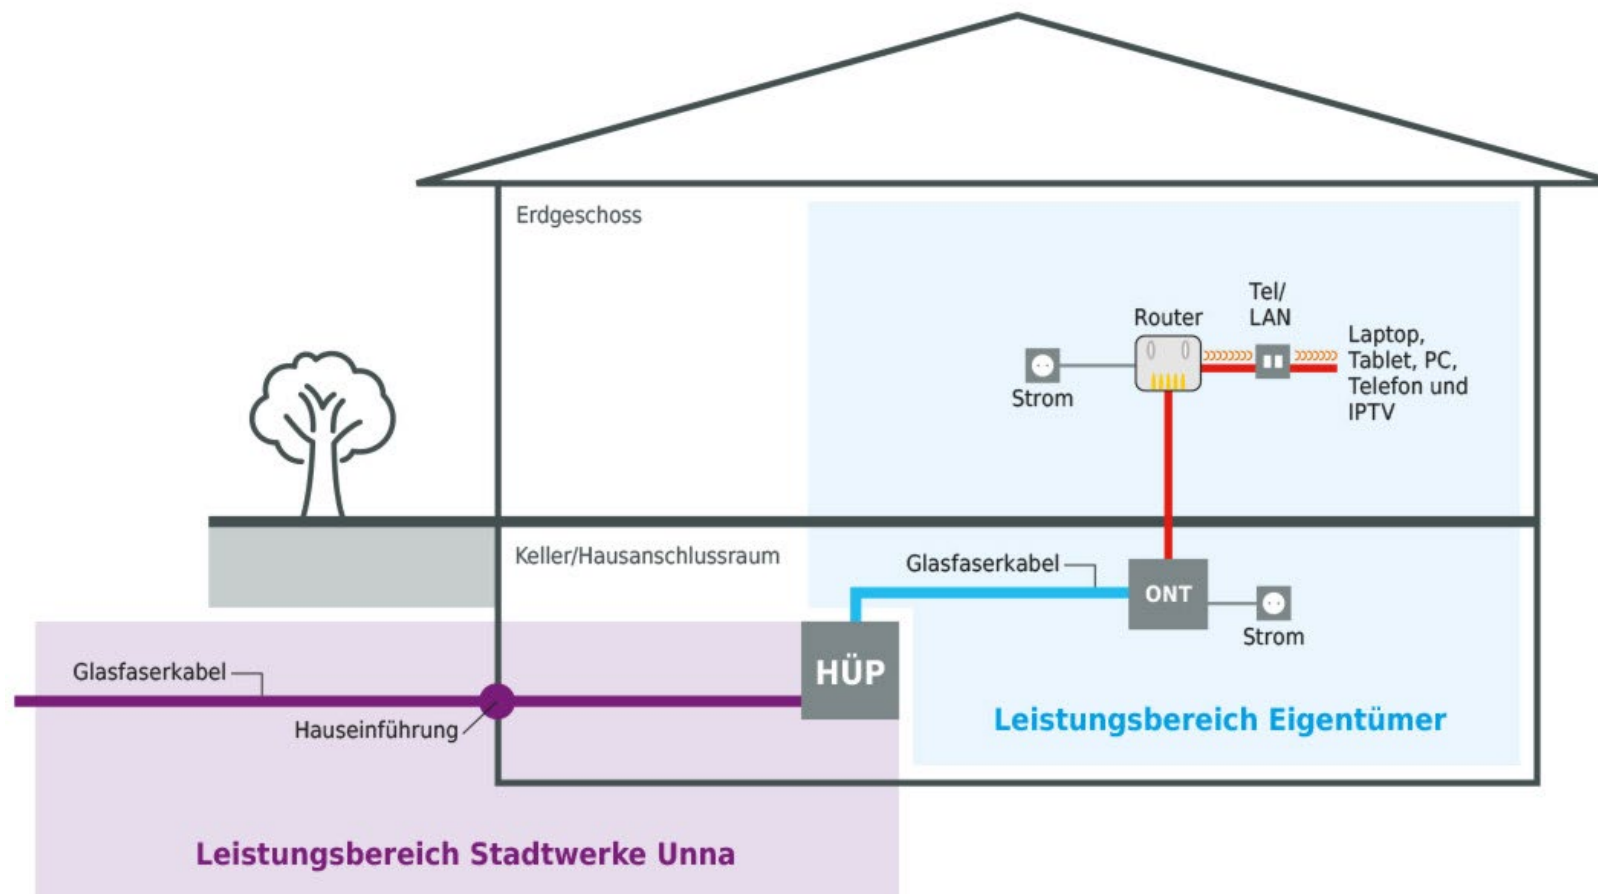 Erdgeschoss
Tel/
LAN
Router
Laptop,
Tablet, PC,
Telefon und
IPTV
Strom
Keller/Hausanschlussraum
Glasfaserkabel
ONT
Strom
HÜP
Glasfaserkabel
Hauseinführung
Leistungsbereich Eigentümer
Leistungsbereich Stadtwerke Unna